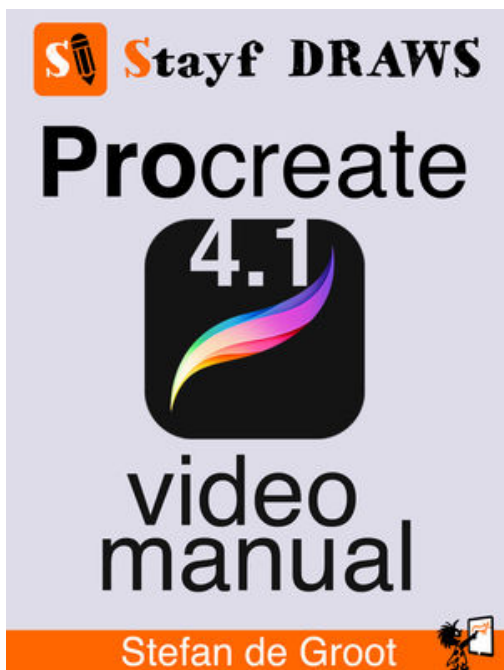 S Stayf DRAWS
Procreate
4.1
video
manual
Stefan de Groot